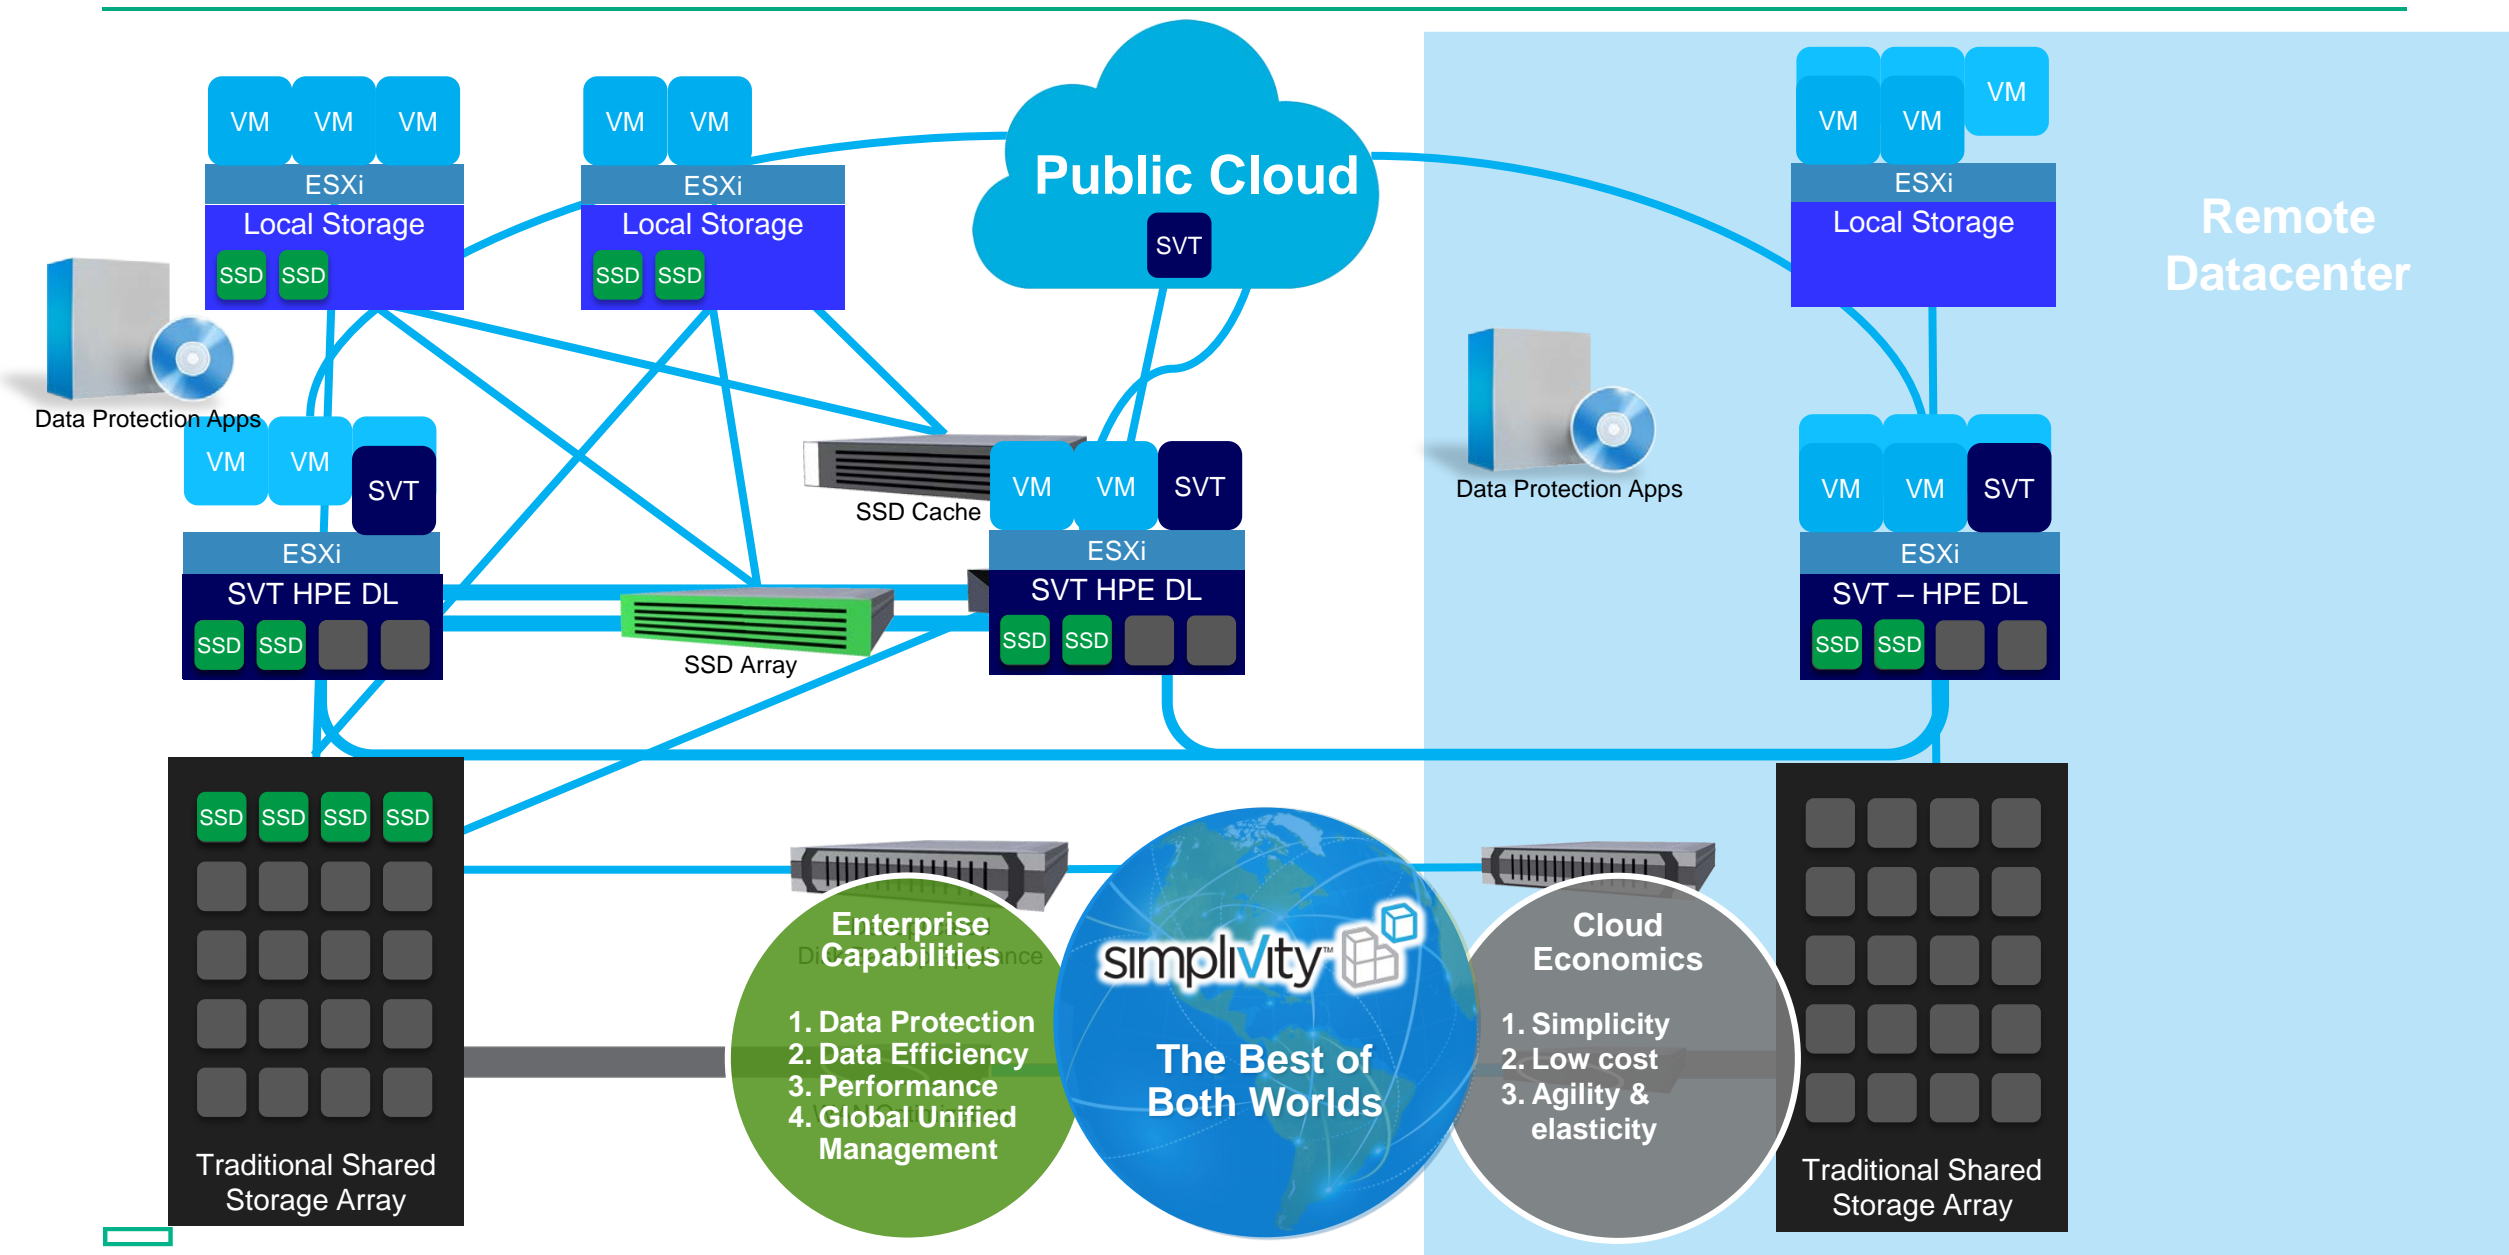 VM VM VM
ESXi
Local Storage
SSD SSD
VM VM
ESXi
Local Storage
SSD SSD
Public Cloud
SVT
VM VM VM
ESXi
Local Storage
Remote
Datacenter
Data Protection Apps
VM VM SVT
ESXi
SVT HPE DL
SSD SSD
SSD Cache
SSD Array
VM VM SVT
ESXi
SVT HPE DL
SSD SSD
Data Protection Apps
VM VM SVT
ESXi
SVT – HPE DL
SSD SSD
SSD SSD SSD SSD
Traditional Shared
Storage Array
Enterprise
Capabilities
1. Data Protection
2. Data Efficiency
3. Performance
4. Global Unified
Management
simplivity™
The Best of
Both Worlds
Cloud
Economics
1. Simplicity
2. Low cost
3. Agility &
elasticity
Traditional Shared
Storage Array